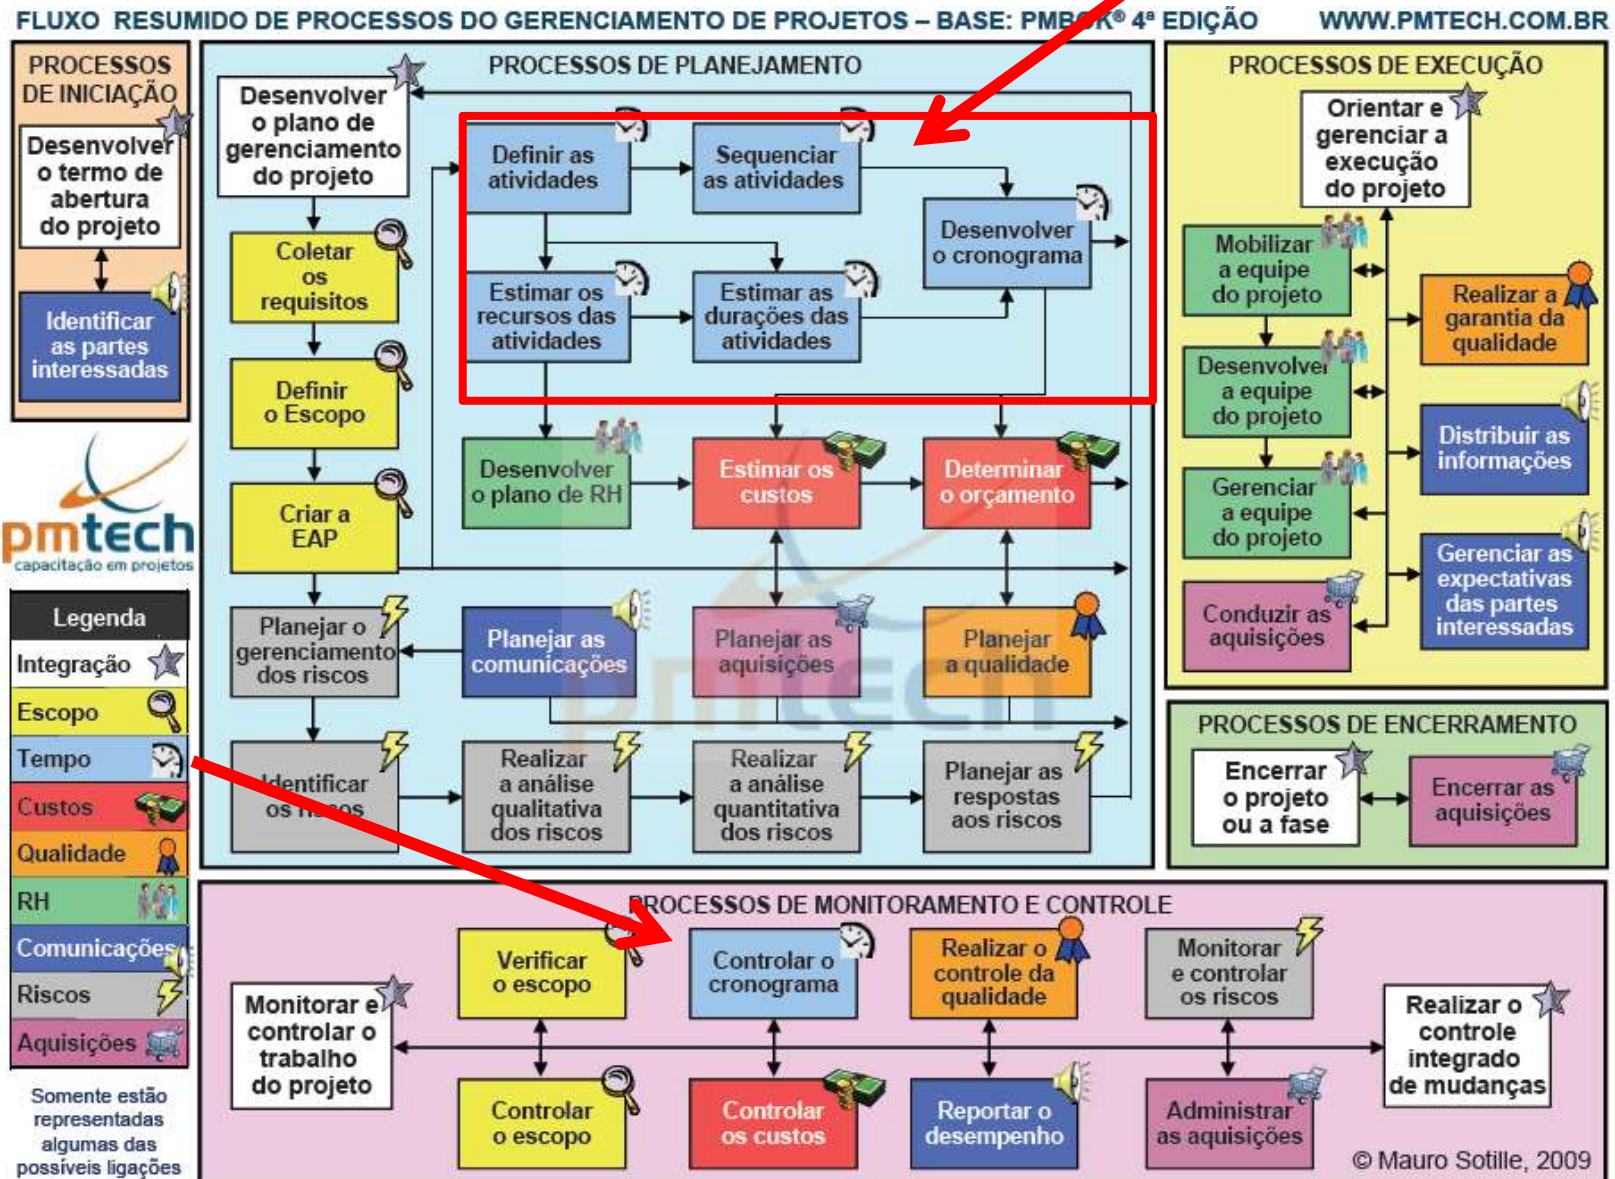 FLUXO RESUMIDO DE PROCESSOS DO GERENCIAMENTO DE PROJETOS – BASE: PMBOK® 4ª EDIÇÃO WWW.PMTECH.COM.BR
PROCESSOS
DE INICIAÇÃO
Desenvolver
o termo de
abertura
do projeto
Identificar
as partes
interessadas
pmtech
capacitação em projetos
Legenda
Integração
Escopo
Tempo
Custos
Qualidade
RH
Comunicações
Riscos
Aquisições
Somente estão
representadas
algumas das
possíveis ligações
PROCESSOS DE PLANEJAMENTO
Desenvolver
o plano de
gerenciamento
do projeto
Definir as
atividades
Sequenciar
as atividades
Desenvolver
o cronograma
Coletar
os
requisitos
Estimar os
recursos das
atividades
Estimar as
durações das
atividades
Definir
o Escopo
Criar a
EAP
Desenvolver
o plano de RH
Estimar os
custos
Determinar
o orçamento
Planejar o
gerenciamento
dos riscos
Planejar as
comunicações
Planejar as
aquisições
Planejar
a qualidade
pmtech
Identificar
os riscos
Realizar
a análise
qualitativa
dos riscos
Realizar
a análise
quantitativa
dos riscos
Planejar as
respostas
aos riscos
PROCESSOS DE EXECUÇÃO
Orientar e
gerenciar a
execução
do projeto
Mobilizar
a equipe
do projeto
Realizar a
garantia da
qualidade
Desenvolver
a equipe
do projeto
Distribuir as
informações
Gerenciar
a equipe
do projeto
Gerenciar as
expectativas
das partes
interessadas
Conduzir as
aquisições
PROCESSOS DE ENCERRAMENTO
Encerrar
o projeto
ou a fase
Encerrar as
aquisições
PROCESSOS DE MONITORAMENTO E CONTROLE
Monitorar e
controlar o
trabalho
do projeto
Verificar
o escopo
Controlar o
cronograma
Realizar o
controle da
qualidade
Monitorar
e controlar
os riscos
Controlar
o escopo
Controlar
os custos
Reportar o
desempenho
Administrar
as aquisições
Realizar o
controle
integrado
de mudanças
© Mauro Sotille, 2009